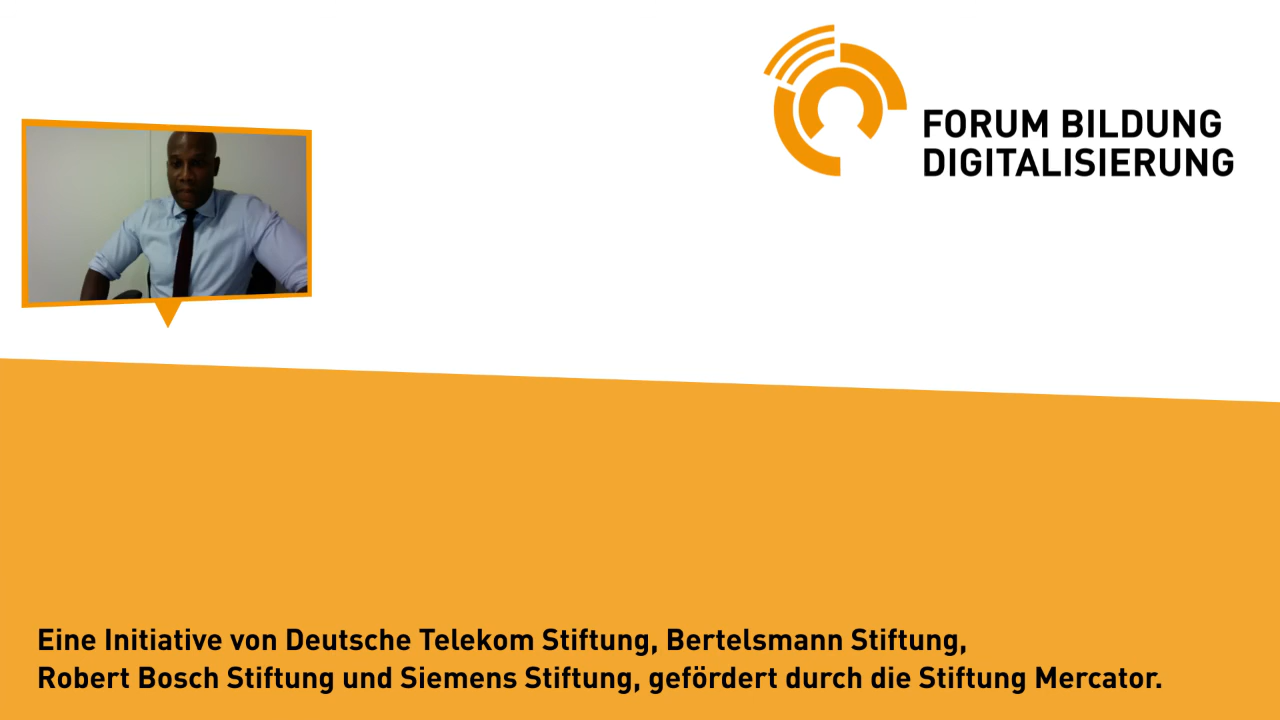 FORUM BILDUNG
DIGITALISIERUNG
Eine Initiative von Deutsche Telekom Stiftung, Bertelsmann Stiftung,
Robert Bosch Stiftung und Siemens Stiftung, gefördert durch die Stiftung Mercator.